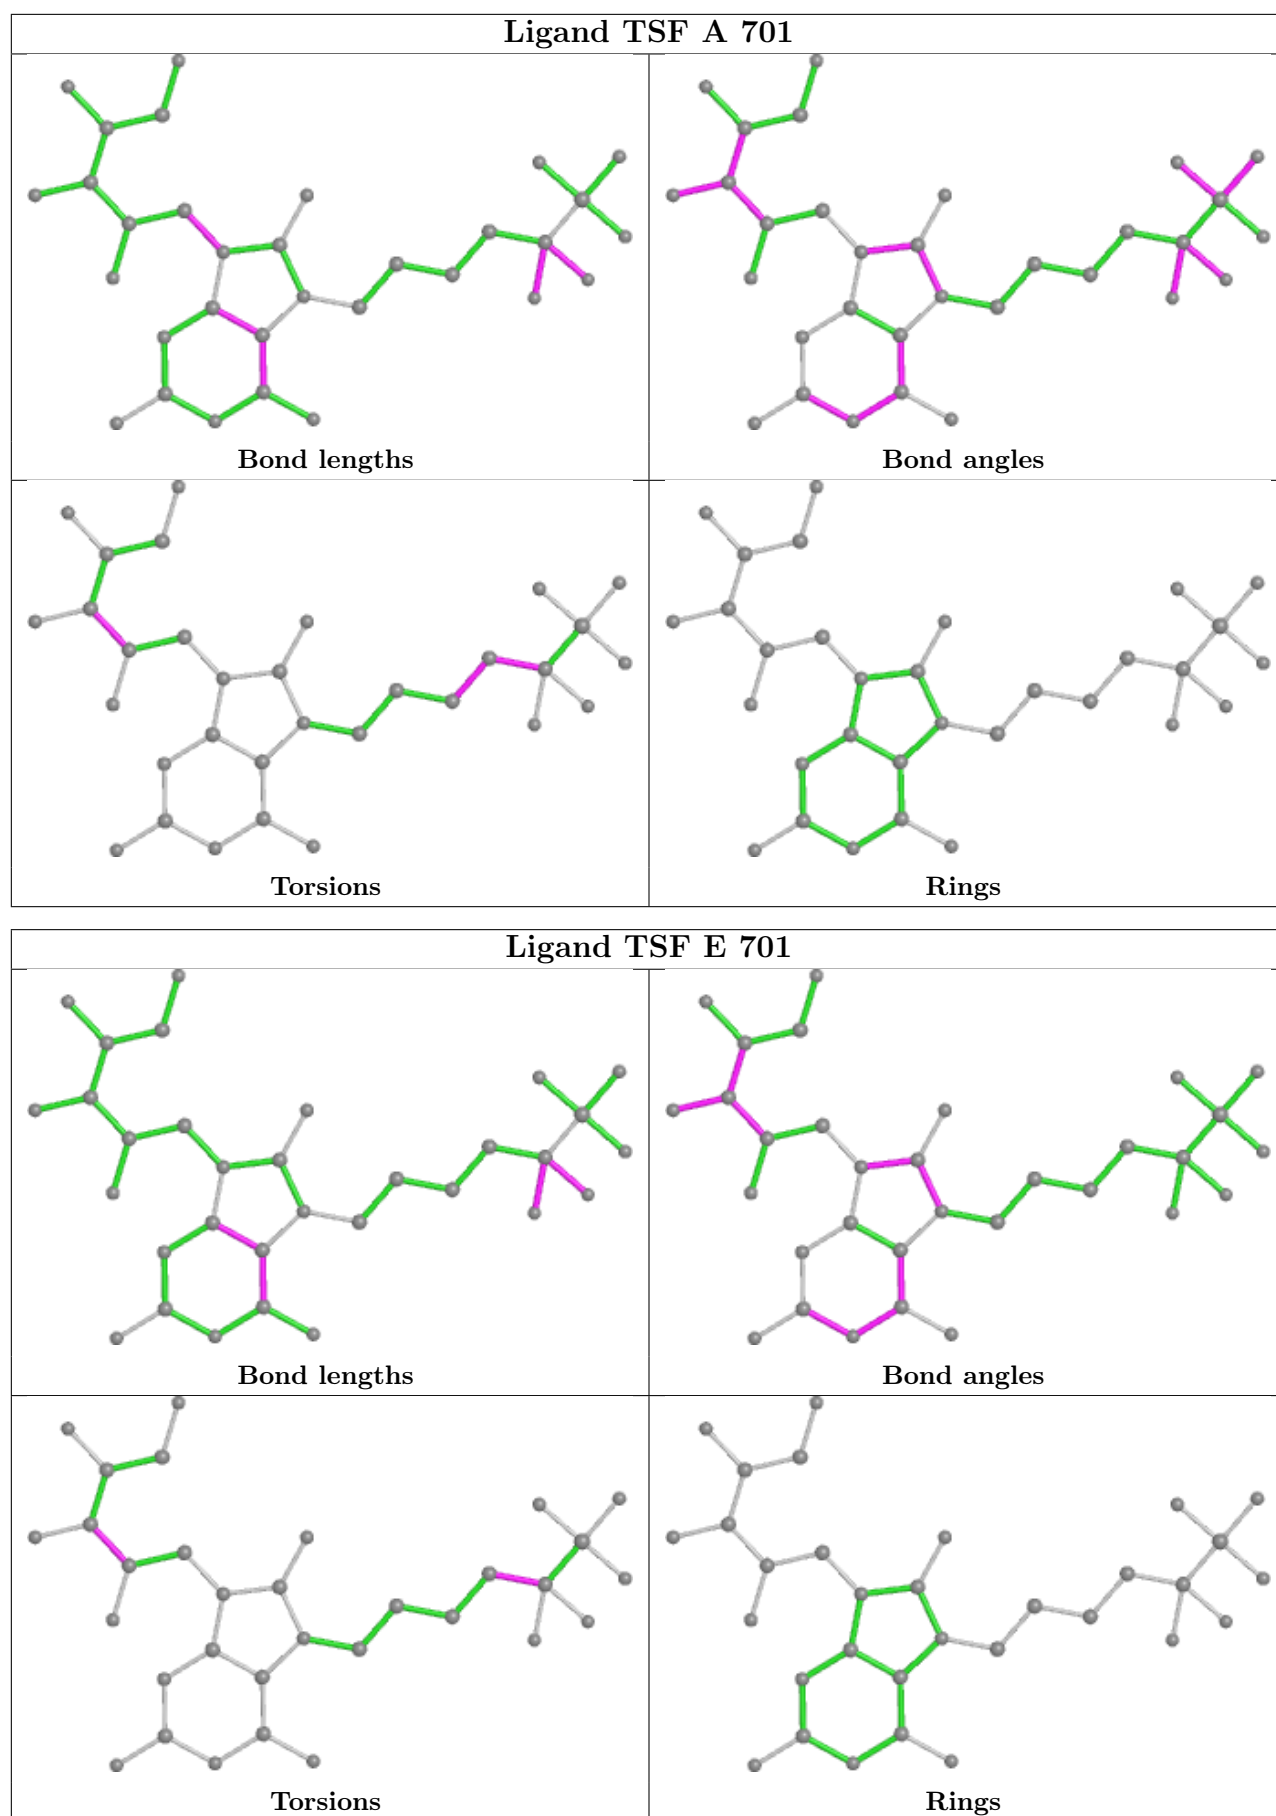 Ligand TSF A 701
Bond lengths
Bond angles
Torsions
Rings
Ligand TSF E 701
Bond lengths
Bond angles
Torsions
Rings